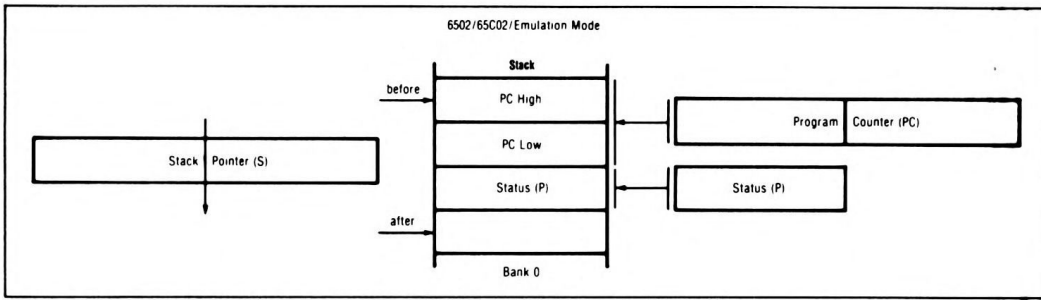 6502/65C02/Emulation Mode
Stack
before
PC High
Program Counter (PC)
PC Low
Stack Pointer (S)
Status (P)
Status (P)
after
Bank 0